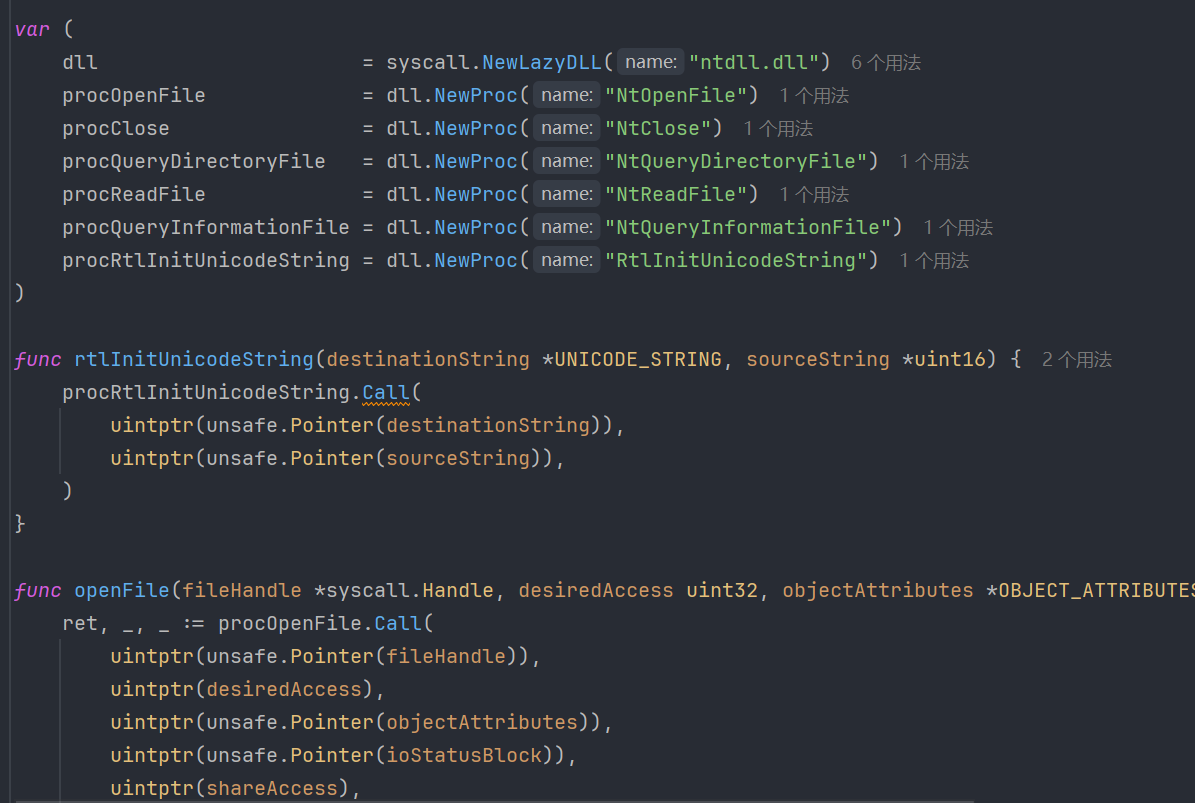 var (
    dll                      = syscall.NewLazyDLL( name: "ntdll.dll")  6 个用法
    procOpenFile             = dll.NewProc( name: "NtOpenFile")  1 个用法
    procClose                = dll.NewProc( name: "NtClose")  1 个用法
    procQueryDirectoryFile   = dll.NewProc( name: "NtQueryDirectoryFile")  1 个用法
    procReadFile             = dll.NewProc( name: "NtReadFile")  1 个用法
    procQueryInformationFile = dll.NewProc( name: "NtQueryInformationFile")  1 个用法
    procRtlInitUnicodeString = dll.NewProc( name: "RtlInitUnicodeString")  1 个用法
)

func rtlInitUnicodeString(destinationString *UNICODE_STRING, sourceString *uint16) {  2 个用法
    procRtlInitUnicodeString.Call(
        uintptr(unsafe.Pointer(destinationString)),
        uintptr(unsafe.Pointer(sourceString)),
    )
}

func openFile(fileHandle *syscall.Handle, desiredAccess uint32, objectAttributes *OBJECT_ATTRIBUTES
    ret, _, _ := procOpenFile.Call(
        uintptr(unsafe.Pointer(fileHandle)),
        uintptr(desiredAccess),
        uintptr(unsafe.Pointer(objectAttributes)),
        uintptr(unsafe.Pointer(ioStatusBlock)),
        uintptr(shareAccess),